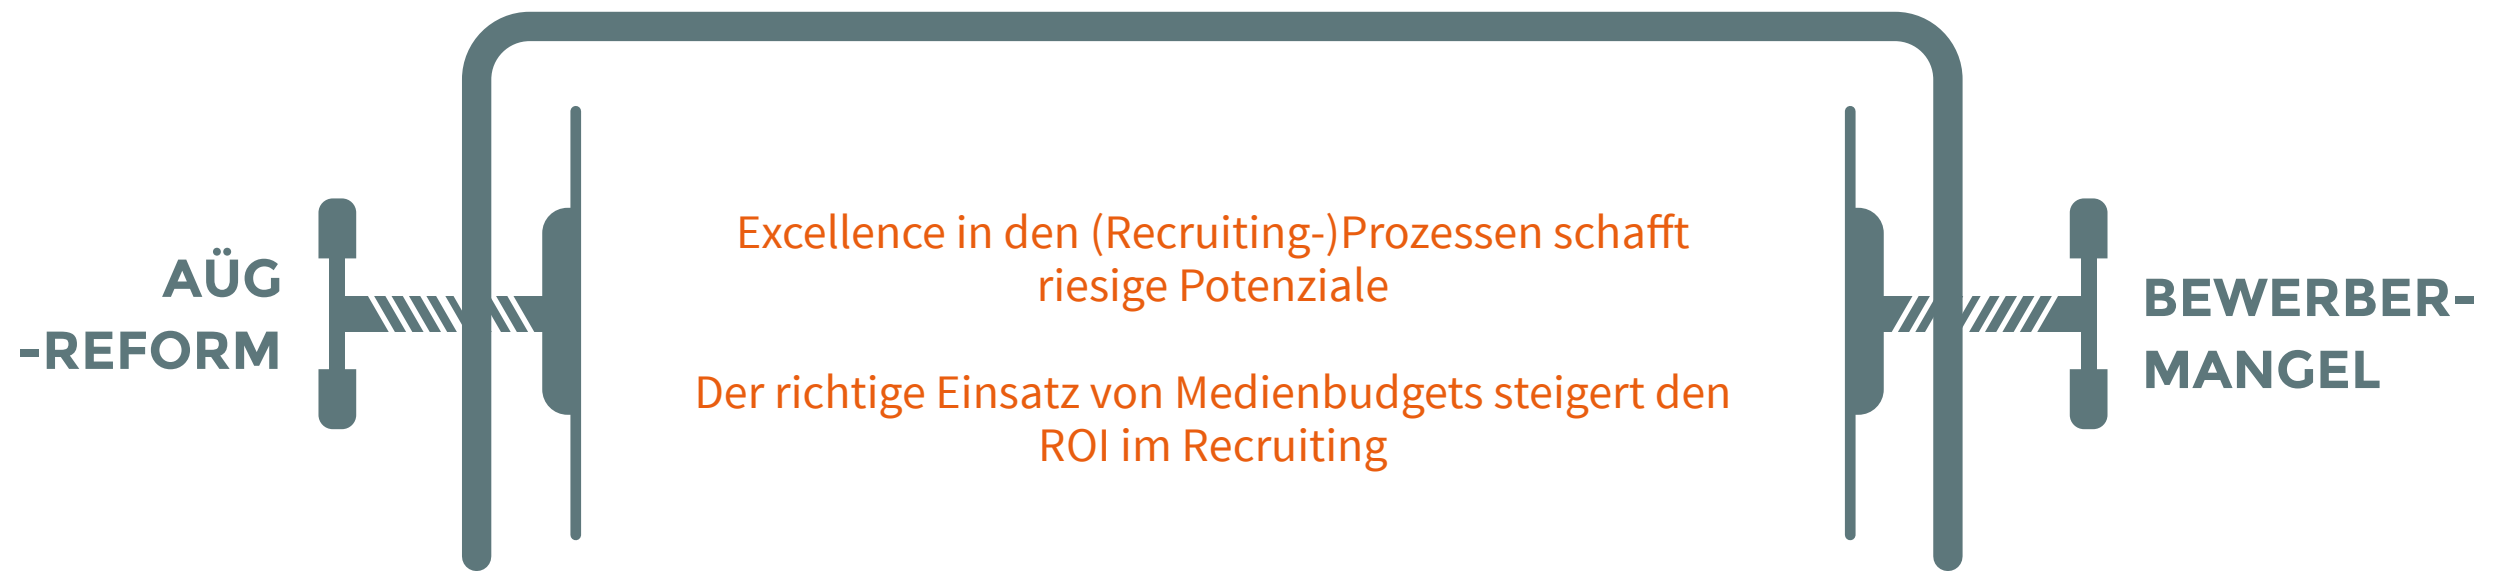 AÜG
-REFORM
Excellence in den (Recruiting-)Prozessen schafft
riesige Potenziale
Der richtige Einsatz von Medienbudgets steigert den
ROI im Recruiting
BEWERBER-
MANGEL